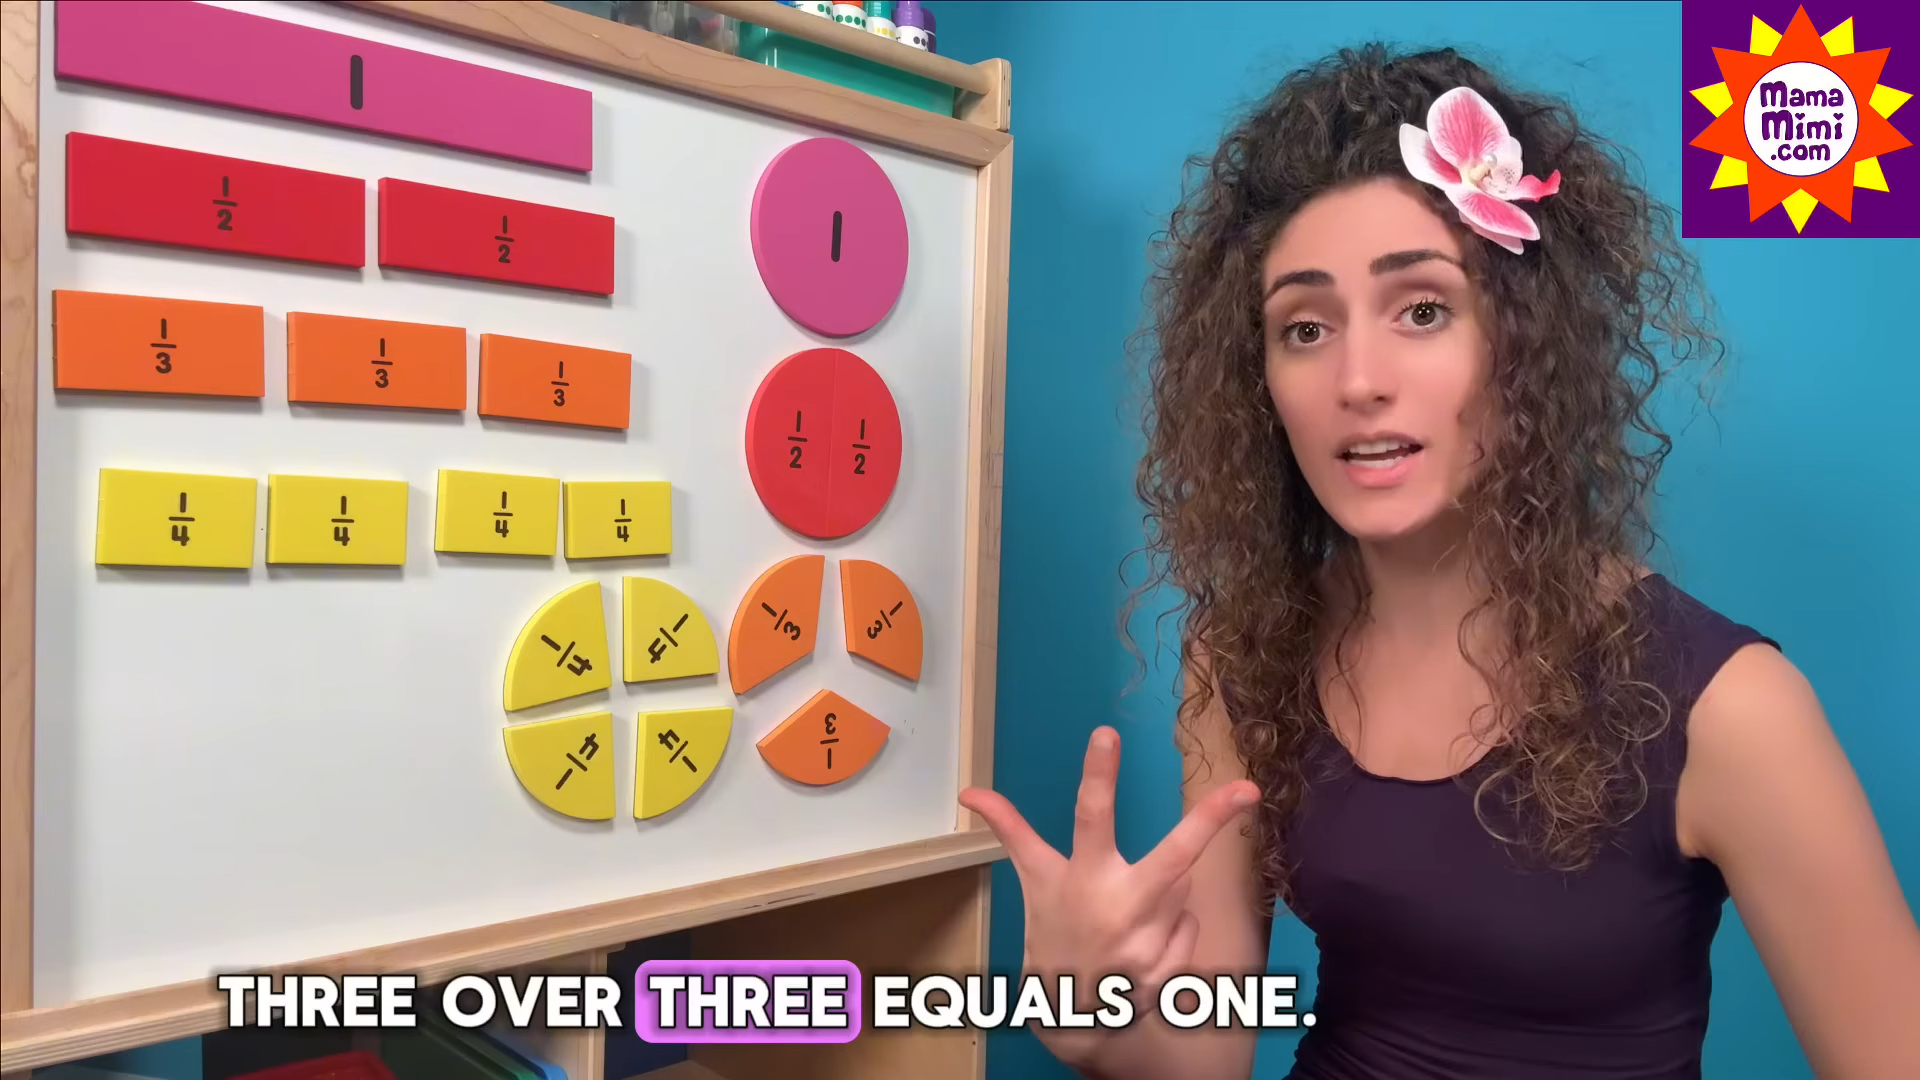 1
1/2 1/2
1/3 1/3 1/3
1/4 1/4 1/4 1/4
1
1/2 1/2
1/3 1/3
1/3
1/4 1/4
1/4 1/4
Mama
Mimi
.com
THREE OVER THREE EQUALS ONE.